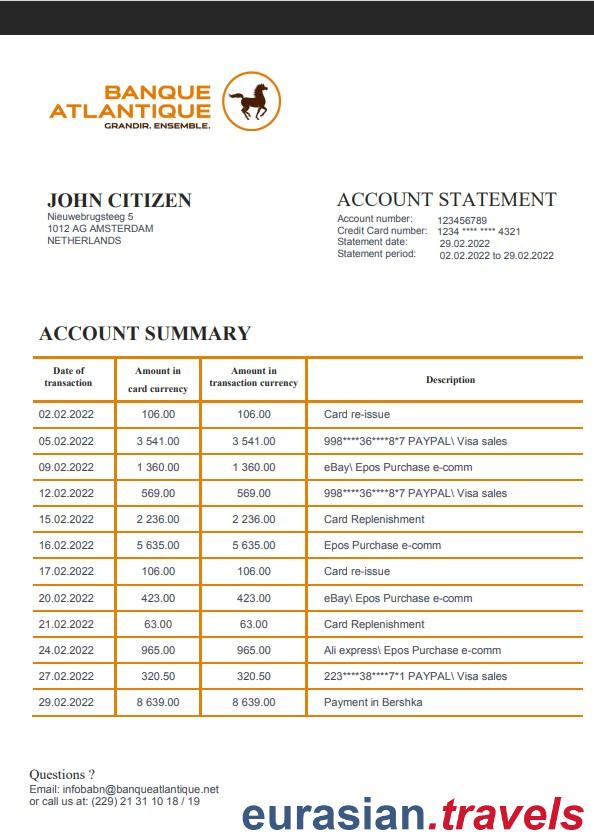 BANQUE
ATLANTIQUE
GRANDIR. ENSEMBLE.
JOHN CITIZEN
Nieuwebrugsteeg 5
1012 AG AMSTERDAM
NETHERLANDS
ACCOUNT STATEMENT
Account number: 123456789
Credit Card number: 1234 **** **** 4321
Statement date: 29.02.2022
Statement period: 02.02.2022 to 29.02.2022
ACCOUNT SUMMARY
Date of transaction Amount in card currency Amount in transaction currency Description
02.02.2022 106.00 106.00 Card re-issue
05.02.2022 3 541.00 3 541.00 998****36****8*7 PAYPAL\ Visa sales
09.02.2022 1 360.00 1 360.00 eBay\ Epos Purchase e-comm
12.02.2022 569.00 569.00 998****36****8*7 PAYPAL\ Visa sales
15.02.2022 2 236.00 2 236.00 Card Replenishment
16.02.2022 5 635.00 5 635.00 Epos Purchase e-comm
17.02.2022 106.00 106.00 Card re-issue
20.02.2022 423.00 423.00 eBay\ Epos Purchase e-comm
21.02.2022 63.00 63.00 Card Replenishment
24.02.2022 965.00 965.00 Ali express\ Epos Purchase e-comm
27.02.2022 320.50 320.50 223****38****7*1 PAYPAL\ Visa sales
29.02.2022 8 639.00 8 639.00 Payment in Bershka
Questions ?
Email: infobabn@banqueatlantique.net
or call us at: (229) 21 31 10 18 / 19
eurasian.travels